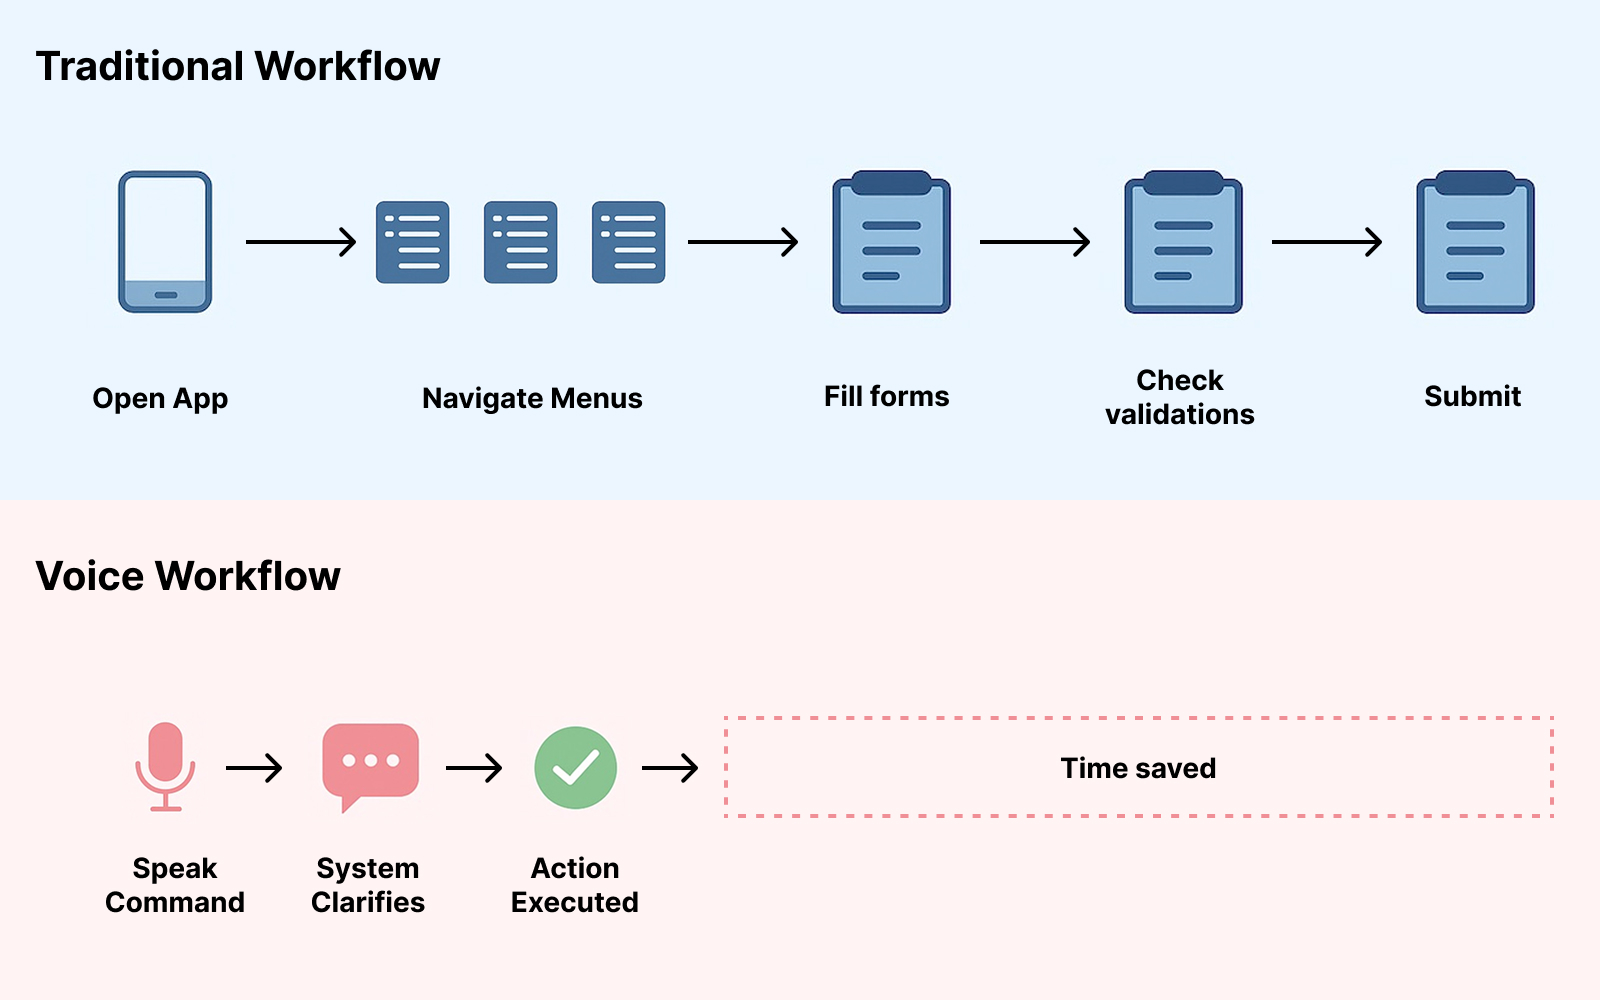 Traditional Workflow
Open App
Navigate Menus
Fill forms
Check
validations
Submit
Voice Workflow
Speak
Command
System
Clarifies
Action
Executed
Time saved